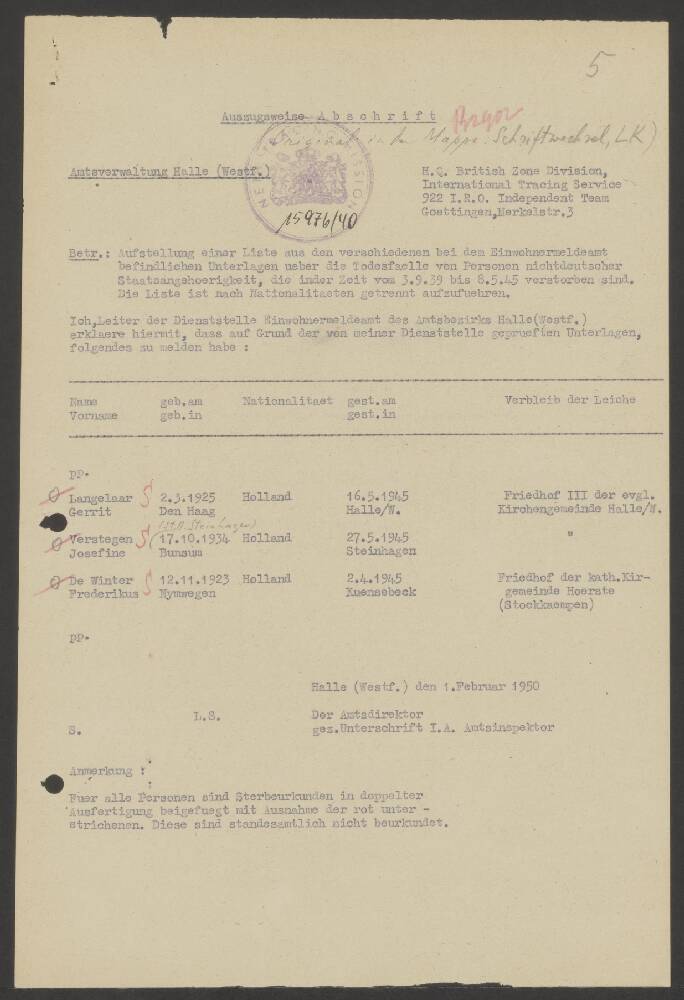 5
Auszugsweise Abschrift
(Original in der Mappe: Schriftwechsel, LK)
Amtsverwaltung Halle (Westf.)
H.Q. British Zone Division,
International Tracing Service
922 I.R.O. Independent Team
Goettingen,Merkelstr.3
15976/40
Betr.: Aufstellung einer Liste aus den verschiedenen bei dem Einwohnermeldeamt
befindlichen Unterlagen ueber die Todesfaelle von Personen nichtdeutscher
Staatsangehoerigkeit, die inder Zeit vom 3.9.39 bis 8.5.45 verstorben sind.
Die Liste ist nach Nationalitaeten getrennt aufzufuehren.
Ich,Leiter der Dienststelle Einwohnermeldeamt des Amtsbezirks Halle(Westf.)
erklaere hiermit, dass auf Grund der von meiner Dienststelle geprueften Unterlagen,
folgendes zu melden habe :
Name geb.am Nationalitaet gest.am Verbleib der Leiche
Vorname geb.in gest.in
pp.
Langelaar S 2.3.1925 Holland 16.5.1945 Friedhof III der evgl.
Gerrit Den Haag Halle/W. Kirchengemeinde Halle/W.
(St.A. Steinhagen)
Verstegen S (17.10.1934 Holland 27.5.1945 "
Josefine Bunsum Steinhagen
De Winter S 12.11.1923 Holland 2.4.1945 Friedhof der kath.Kir-
Frederikus Nymwegen Kuensebeck gemeinde Hoerste
(Stockkaempen)
pp.
Halle (Westf.) den 1.Februar 1950
L.S. Der Amtsdirektor
S. gez.Unterschrift I.A. Amtsinspektor
Anmerkung :
Fuer alle Personen sind Sterbeurkunden in doppelter
Ausfertigung beigefuegt mit Ausnahme der rot unter -
strichenen. Diese sind standesamtlich nicht beurkundet.